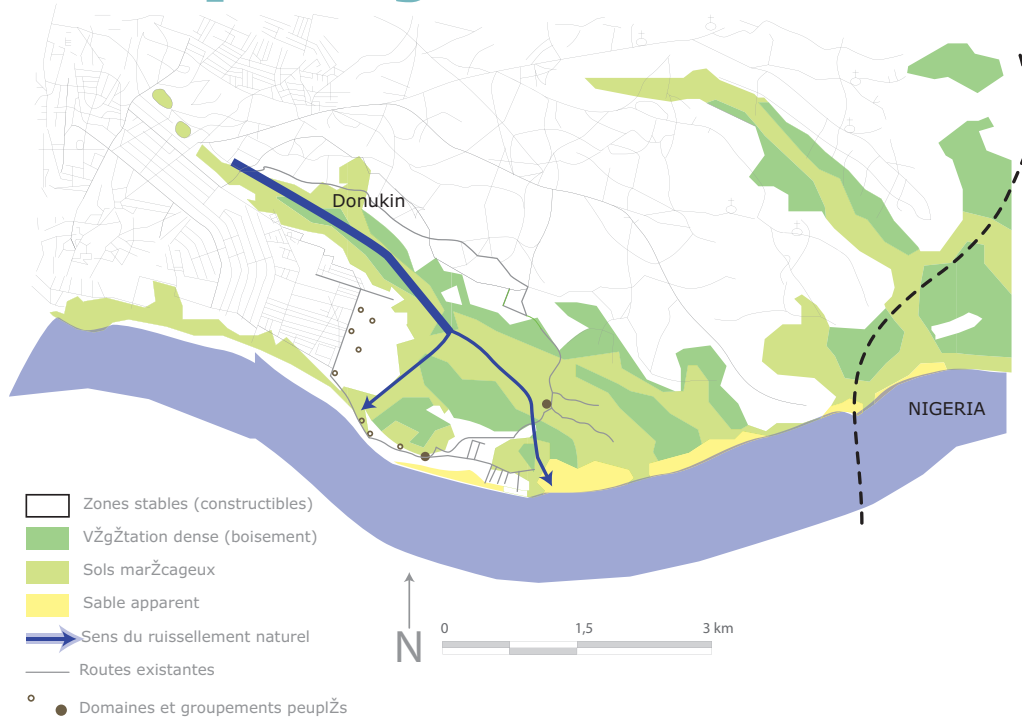 Donukin
NIGERIA
Zones stables (constructibles)
VŽgŽtation dense (boisement)
Sols marŽcageux
Sable apparent
Sens du ruissellement naturel
Routes existantes
Domaines et groupements peuplŽs
N
0 1,5 3 km